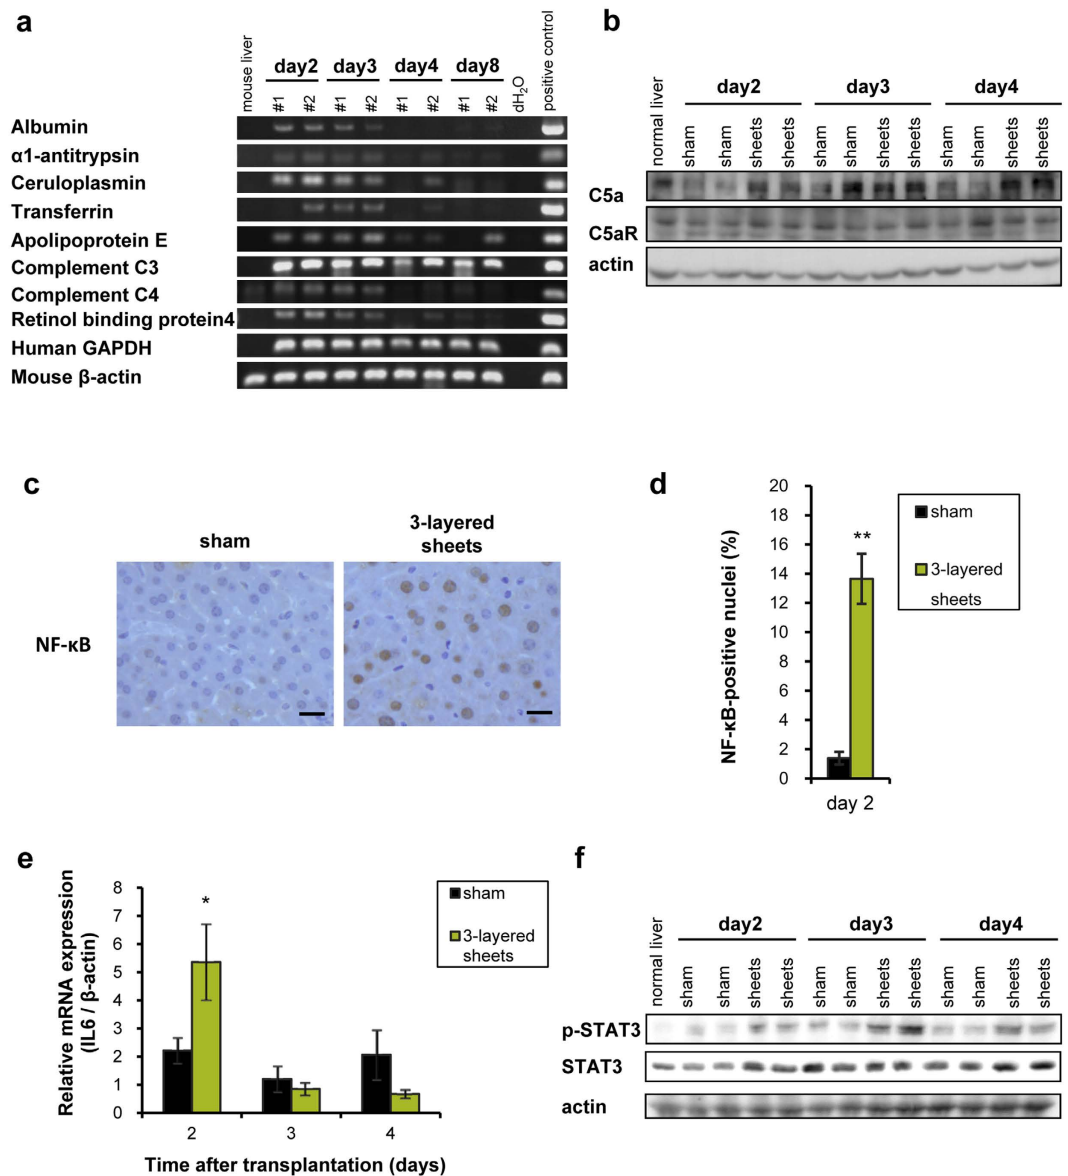 a
mouse liver
day2 day3 day4 day8
#1 #2 #1 #2 #1 #2 #1 #2
dH2O
positive control
Albumin
α1-antitrypsin
Ceruloplasmin
Transferrin
Apolipoprotein E
Complement C3
Complement C4
Retinol binding protein4
Human GAPDH
Mouse β-actin
b
normal liver
day2 day3 day4
sham sham sheets sheets sham sham sheets sheets sham sham sheets sheets
C5a
C5aR
actin
c
sham
3-layered
sheets
NF-κB
d
NF-κB-positive nuclei (%)
20
18
16
14
12
10
8
6
4
2
0
**
day 2
sham
3-layered
sheets
e
Relative mRNA expression
(IL6 / β-actin)
8
7
6
5
4
3
2
1
0
*
2 3 4
Time after transplantation (days)
sham
3-layered
sheets
f
normal liver
day2 day3 day4
sham sham sheets sheets sham sham sheets sheets sham sham sheets sheets
p-STAT3
STAT3
actin